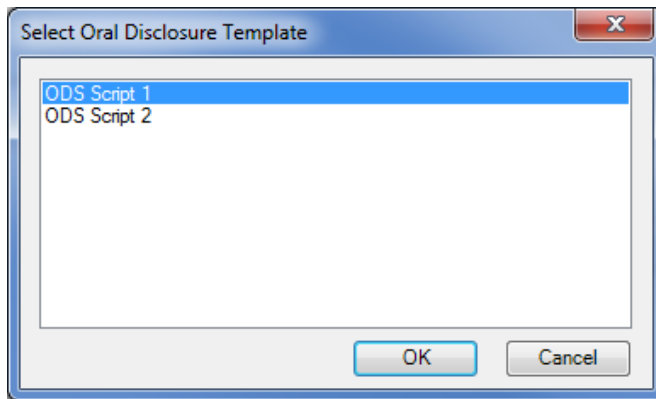 Select Oral Disclosure Template
ODS Script 1
ODS Script 2
OK Cancel